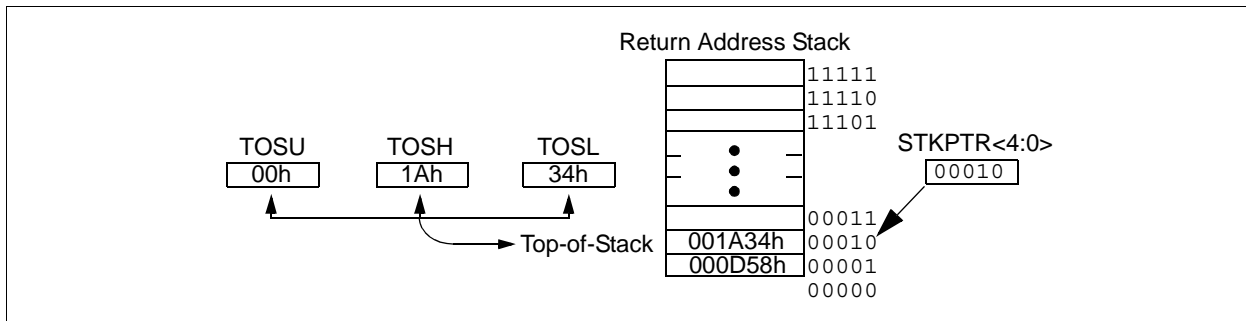 Return Address Stack
11111
11110
11101
TOSU TOSH TOSL
STKPTR<4:0>
00h 1Ah 34h
00010
00011
Top-of-Stack 001A34h 00010
000D58h 00001
00000